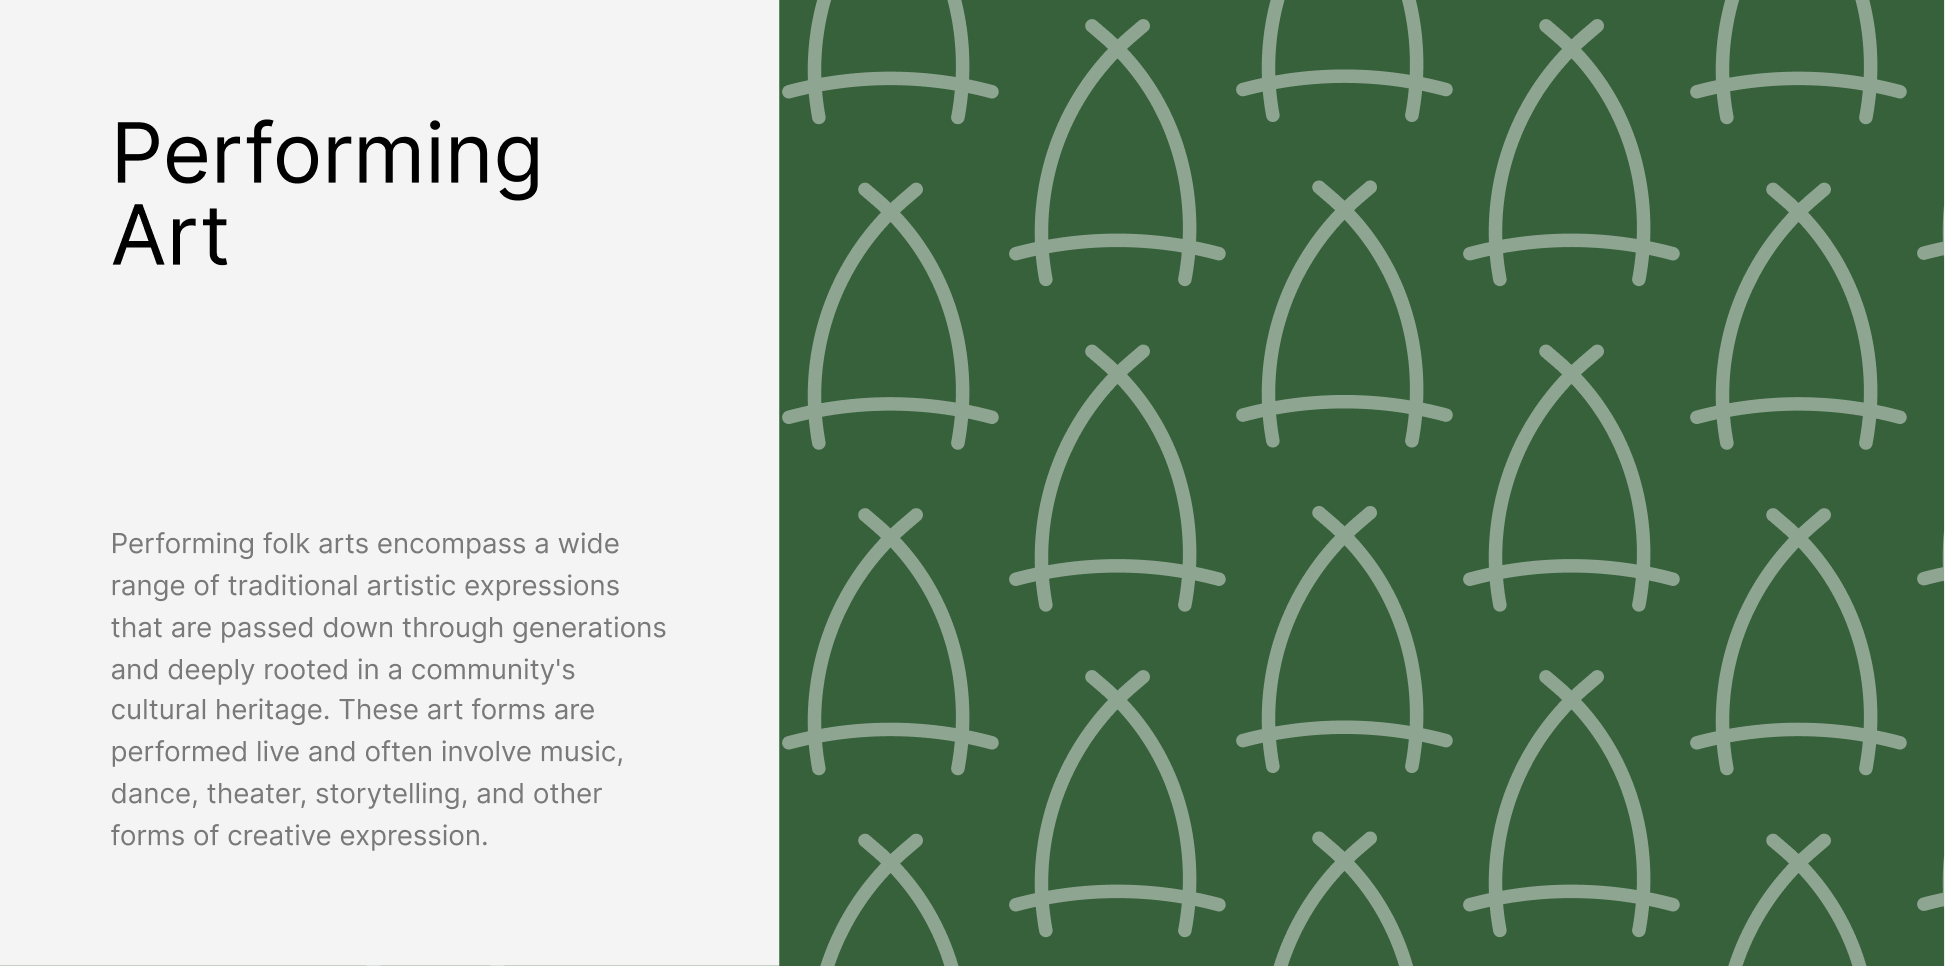 Performing
Art
Performing folk arts encompass a wide
range of traditional artistic expressions
that are passed down through generations
and deeply rooted in a community's
cultural heritage. These art forms are
performed live and often involve music,
dance, theater, storytelling, and other
forms of creative expression.